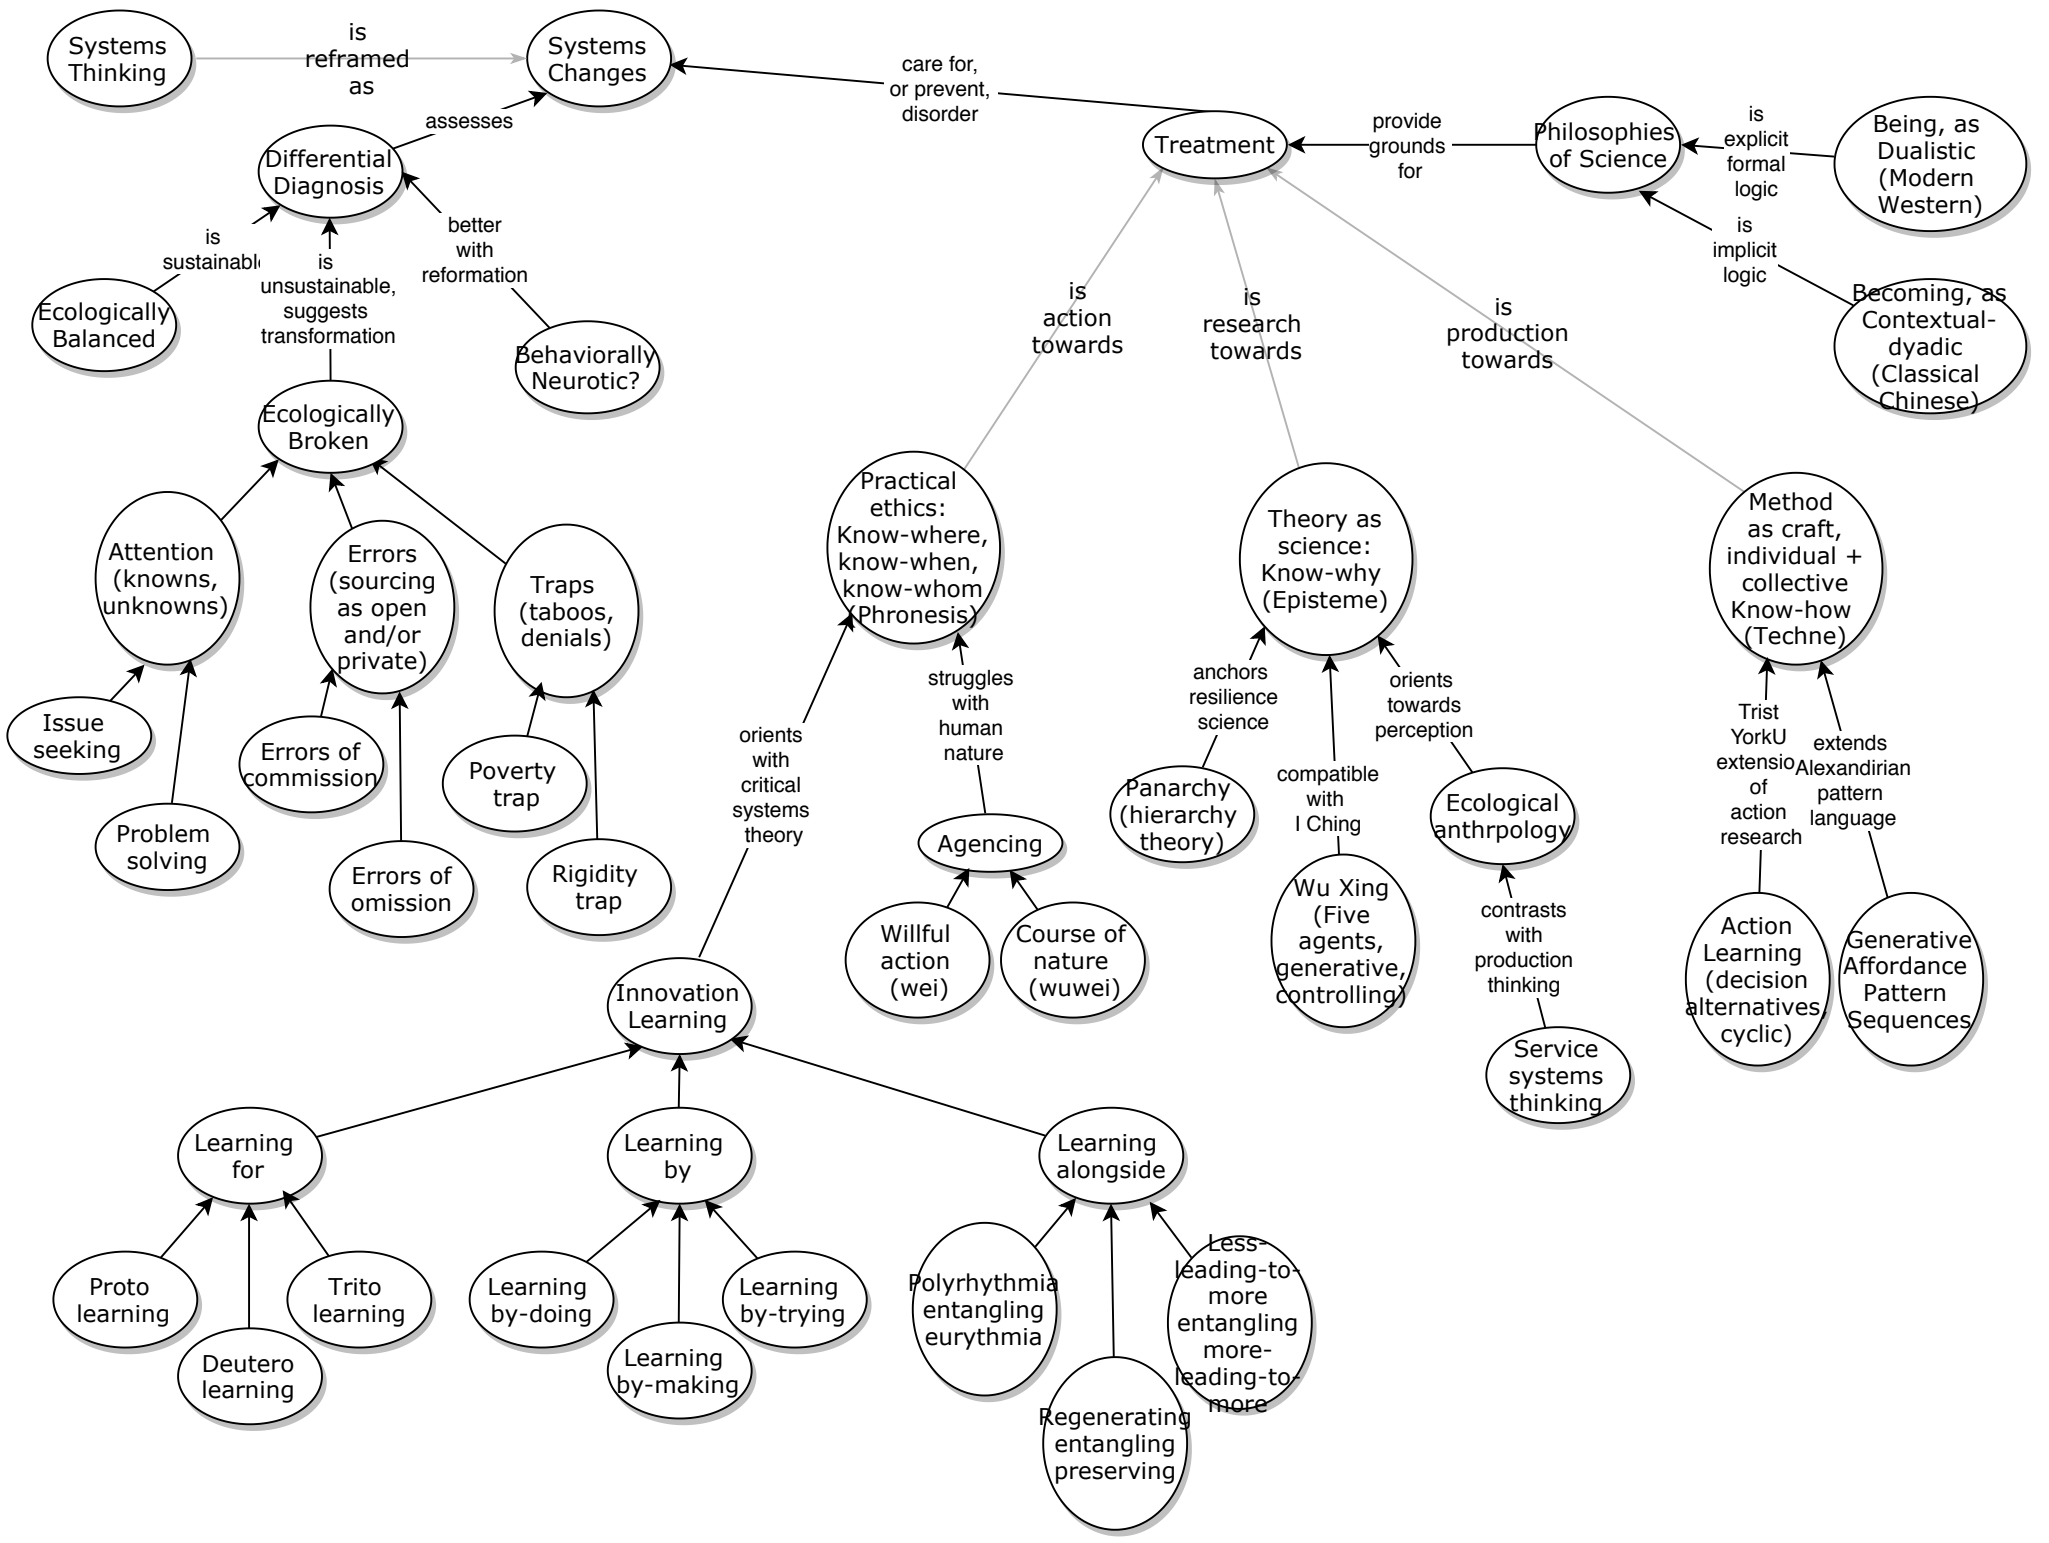 Systems
Thinking
is
reframed
as
Systems
Changes
care for,
or prevent,
disorder
assesses
Differential
Diagnosis
Treatment
provide
grounds
for
Philosophies
of Science
is
explicit
formal
logic
Being, as
Dualistic
(Modern
Western)
is
implicit
logic
Becoming, as
Contextual-
dyadic
(Classical
Chinese)
is
sustainable
is
unsustainable,
suggests
transformation
better
with
reformation
Ecologically
Balanced
Behaviorally
Neurotic?
Ecologically
Broken
is
action
towards
is
research
towards
is
production
towards
Attention
(knowns,
unknowns)
Errors
(sourcing
as open
and/or
private)
Traps
(taboos,
denials)
Practical
ethics:
Know-where,
know-when,
know-whom
(Phronesis)
Theory as
science:
Know-why
(Episteme)
Method
as craft,
individual +
collective
Know-how
(Techne)
Issue
seeking
Problem
solving
Errors of
commission
Errors of
omission
Poverty
trap
Rigidity
trap
orients
with
critical
systems
theory
struggles
with
human
nature
anchors
resilience
science
compatible
with
I Ching
orients
towards
perception
Trist
YorkU
extensio
of
action
research
extends
Alexandirian
pattern
language
Agencing
Panarchy
(hierarchy
theory)
Ecological
anthrpology
Willful
action
(wei)
Course of
nature
(wuwei)
Wu Xing
(Five
agents,
generative,
controlling)
contrasts
with
production
thinking
Service
systems
thinking
Action
Learning
(decision
alternatives,
cyclic)
Generative
Affordance
Pattern
Sequences
Innovation
Learning
Learning
for
Learning
by
Learning
alongside
Proto
learning
Deutero
learning
Trito
learning
Learning
by-doing
Learning
by-making
Learning
by-trying
Polyrhythmia
entangling
eurythmia
Regenerating
entangling
preserving
Less-
leading-to-
more
entangling
more-
leading-to-
more